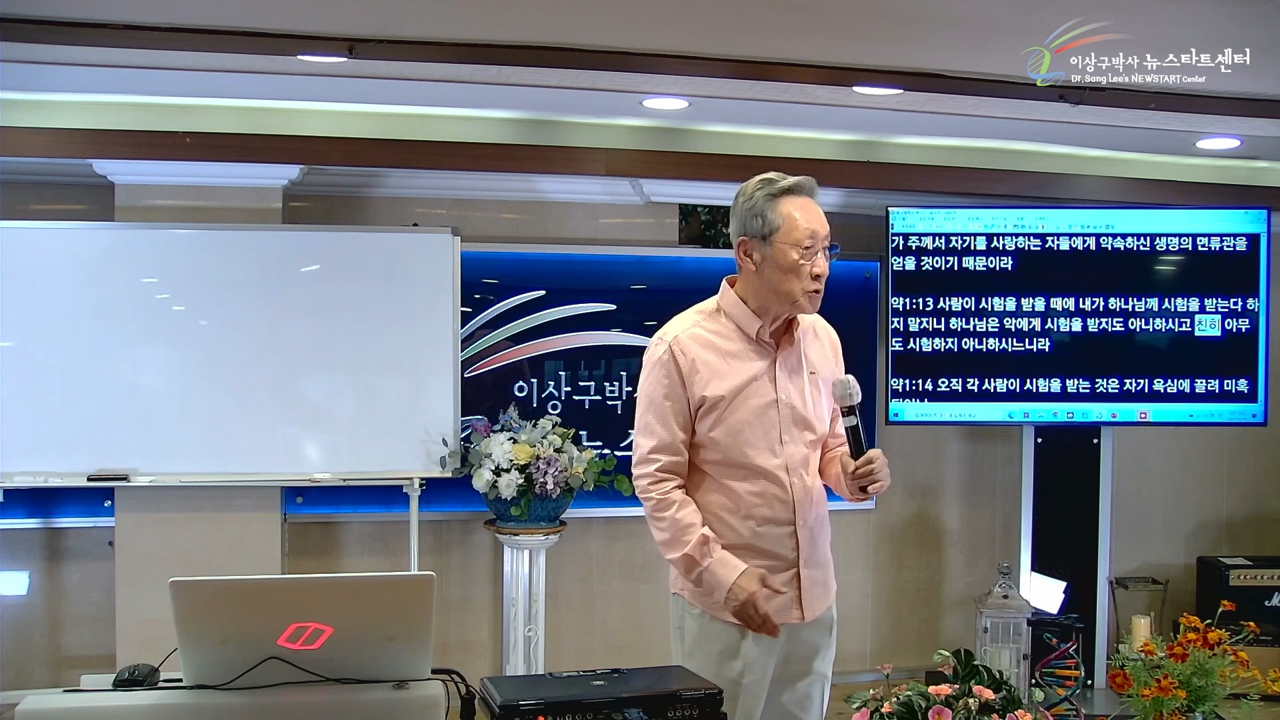 이상구박사 뉴스타트센터
Dr. Sang Lee's NEWSTART Center
가 주께서 자기를 사랑하는 자들에게 약속하신 생명의 면류관을
얻을 것이기 때문이라
약1:13 사람이 시험을 받을 때에 내가 하나님께 시험을 받는다 하
지 말지니 하나님은 악에게 시험을 받지도 아니하시고 친히 아무
도 시험하지 아니하시느니라
약1:14 오직 각 사람이 시험을 받는 것은 자기 욕심에 끌려 미혹
이상구박사
뉴